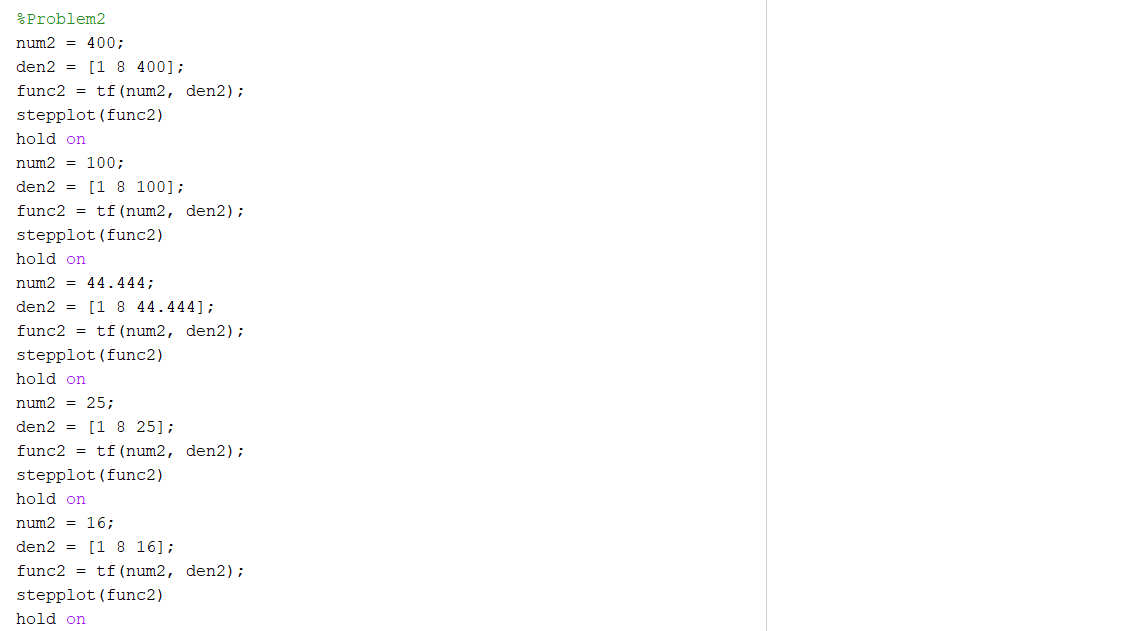 %Problem2
num2 = 400;
den2 = [1 8 400];
func2 = tf(num2, den2);
stepplot(func2)
hold on
num2 = 100;
den2 = [1 8 100];
func2 = tf(num2, den2);
stepplot(func2)
hold on
num2 = 44.444;
den2 = [1 8 44.444];
func2 = tf(num2, den2);
stepplot(func2)
hold on
num2 = 25;
den2 = [1 8 25];
func2 = tf(num2, den2);
stepplot(func2)
hold on
num2 = 16;
den2 = [1 8 16];
func2 = tf(num2, den2);
stepplot(func2)
hold on